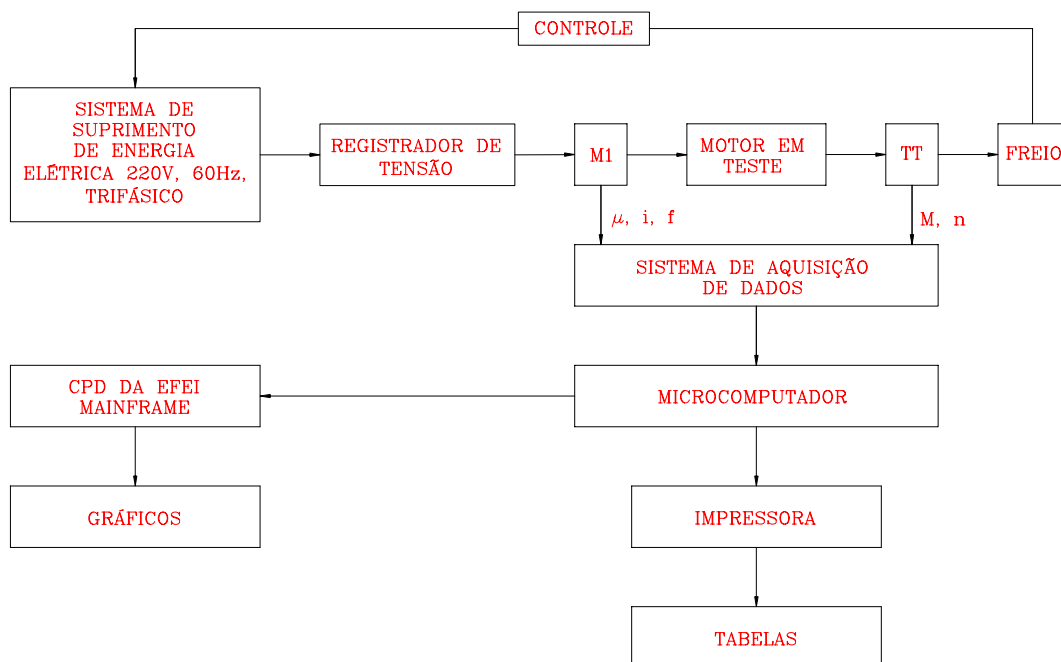 CONTROLE
SISTEMA DE
SUPRIMENTO
DE ENERGIA
ELÉTRICA 220V, 60Hz,
TRIFÁSICO
REGISTRADOR DE
TENSÃO
M1
MOTOR EM
TESTE
TT
FREIO
μ, i, f
M, n
SISTEMA DE AQUISIÇÃO
DE DADOS
CPD DA EFEI
MAINFRAME
MICROCOMPUTADOR
GRÁFICOS
IMPRESSORA
TABELAS